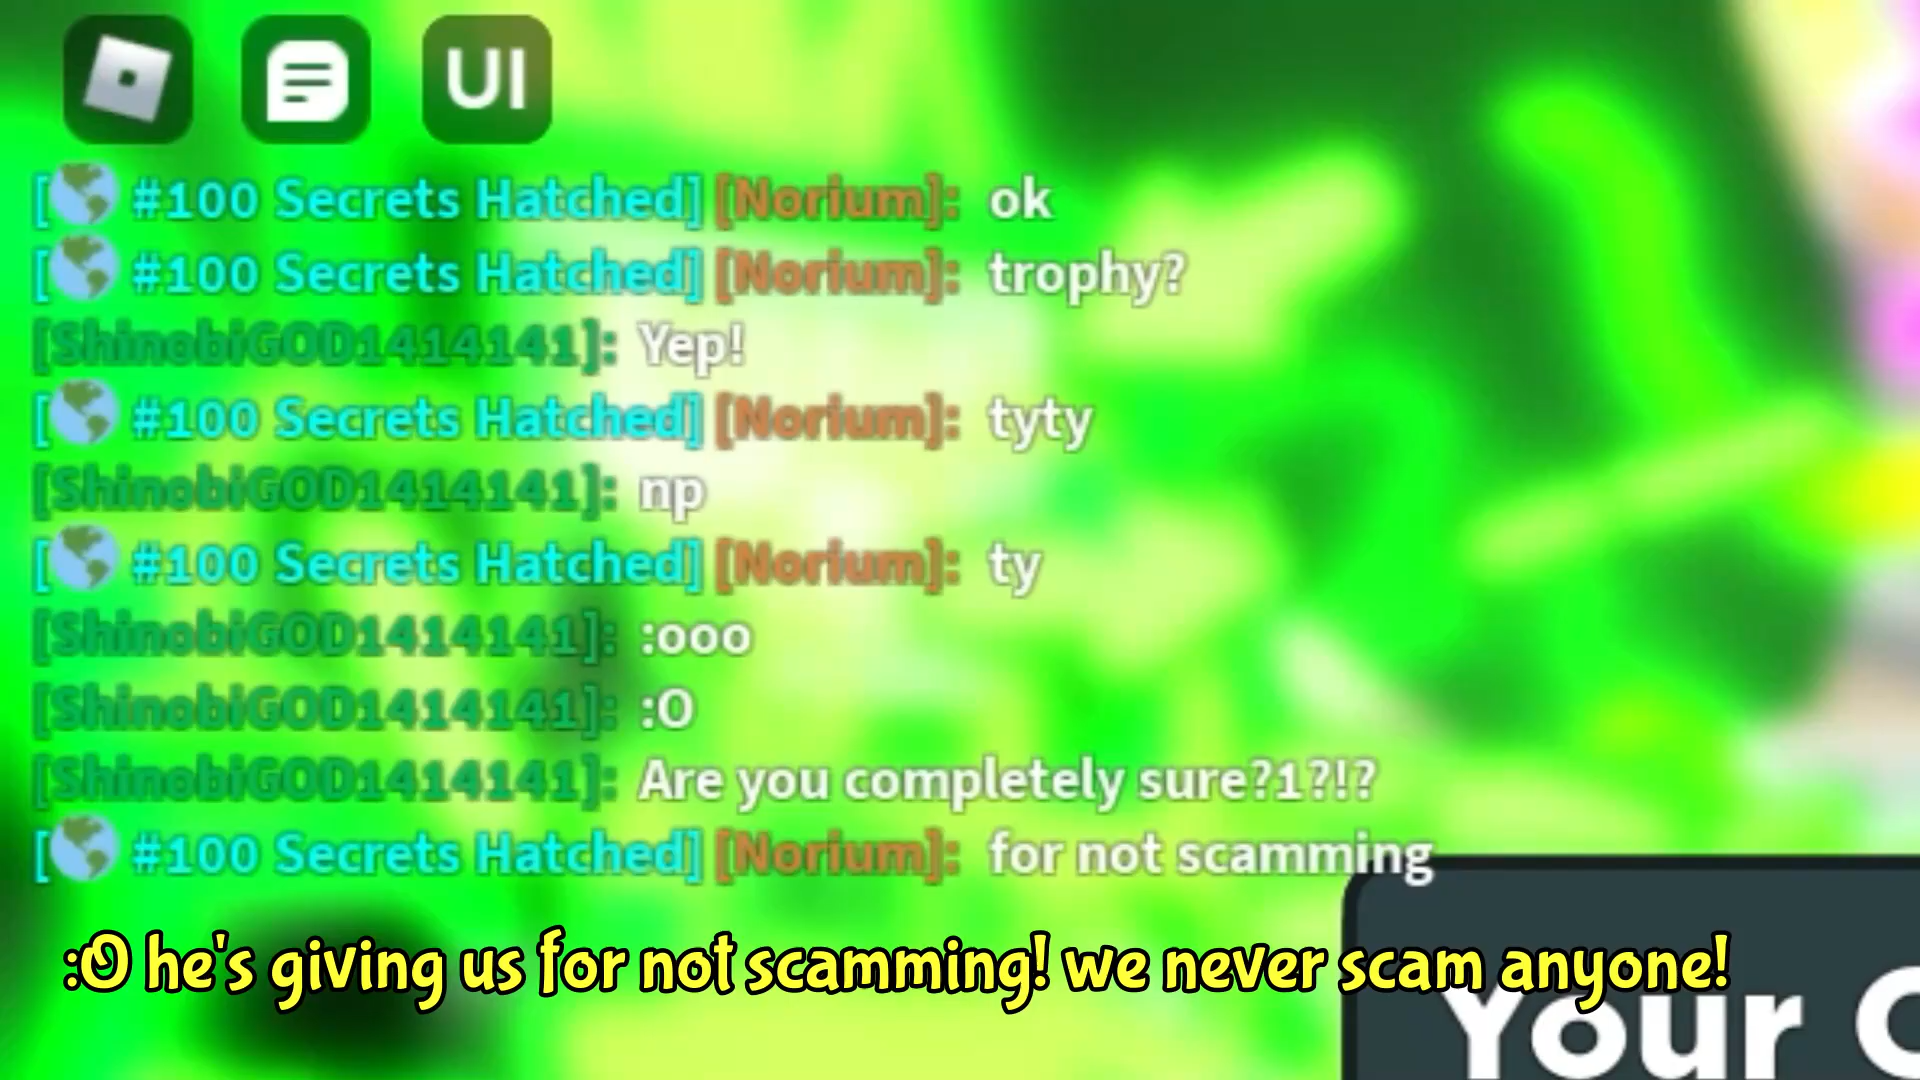 UI
[🌎 #100 Secrets Hatched] [Norium]: ok
[🌎 #100 Secrets Hatched] [Norium]: trophy?
[ShinobiGOD1414141]: Yep!
[🌎 #100 Secrets Hatched] [Norium]: tyty
[ShinobiGOD1414141]: np
[🌎 #100 Secrets Hatched] [Norium]: ty
[ShinobiGOD1414141]: :ooo
[ShinobiGOD1414141]: :O
[ShinobiGOD1414141]: Are you completely sure?1?!?
[🌎 #100 Secrets Hatched] [Norium]: for not scamming
:O he's giving us for not scamming! we never scam anyone!
Your